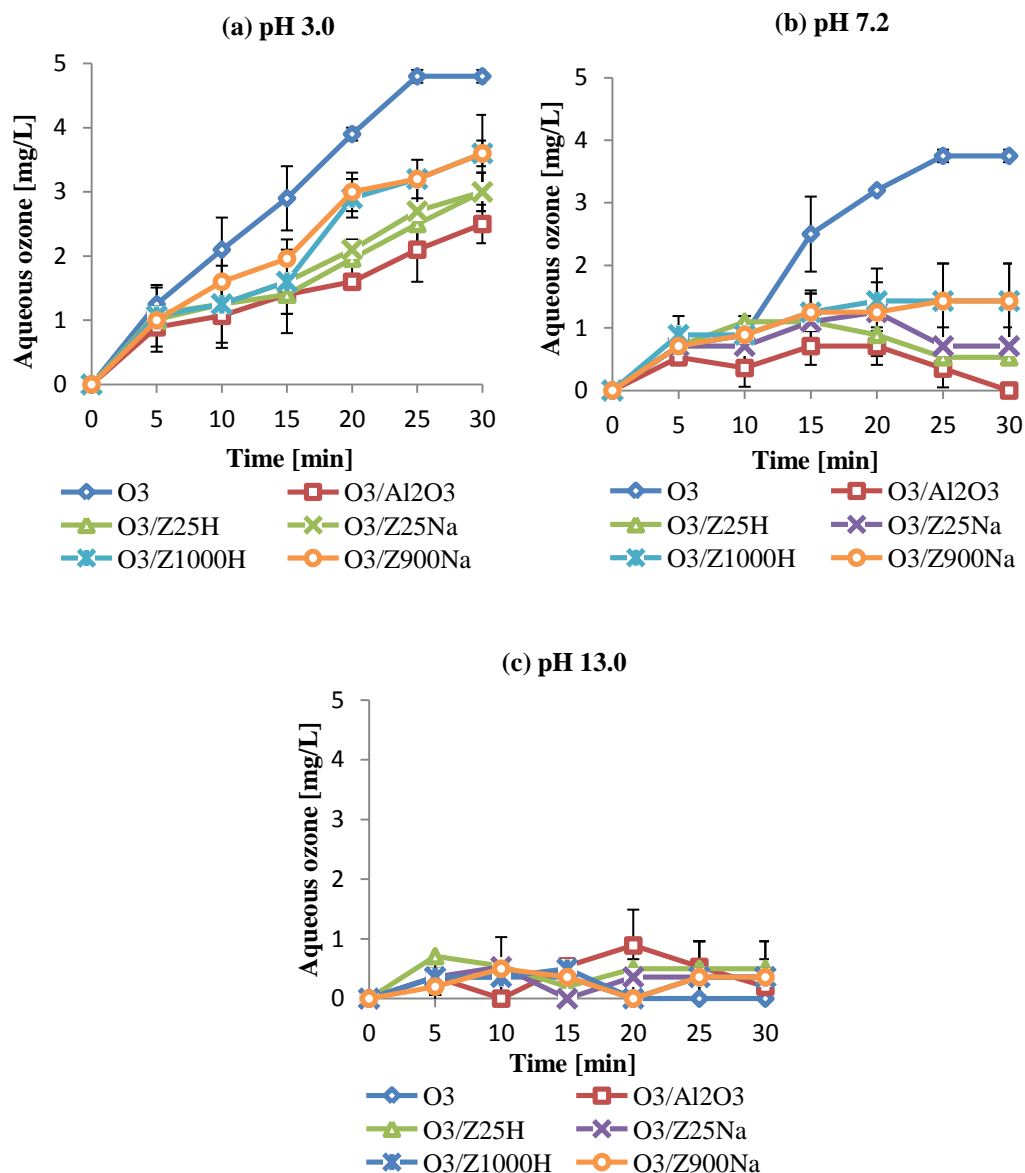 (a) pH 3.0
Aqueous ozone [mg/L]
5
4
3
2
1
0
0 5 10 15 20 25 30
Time [min]
O3 O3/Al2O3
O3/Z25H O3/Z25Na
O3/Z1000H O3/Z900Na
(b) pH 7.2
Aqueous ozone [mg/L]
5
4
3
2
1
0
0 5 10 15 20 25 30
Time [min]
O3 O3/Al2O3
O3/Z25H O3/Z25Na
O3/Z1000H O3/Z900Na
(c) pH 13.0
Aqueous ozone [mg/L]
5
4
3
2
1
0
0 5 10 15 20 25 30
Time [min]
O3 O3/Al2O3
O3/Z25H O3/Z25Na
O3/Z1000H O3/Z900Na